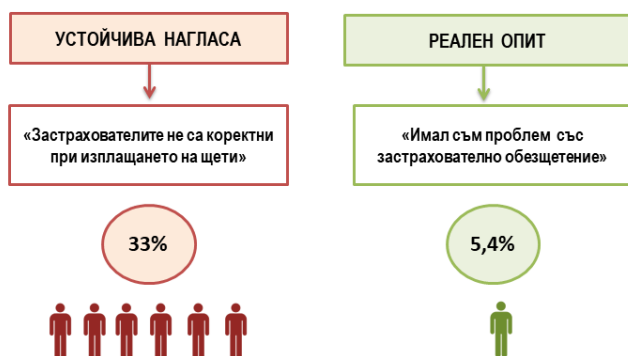 УСТОЙЧИВА НАГЛАСА
«Застрахователите не са коректни
при изплащането на щети»
33%
РЕАЛЕН ОПИТ
«Имал съм проблем със
застрахователно обезщетение»
5,4%